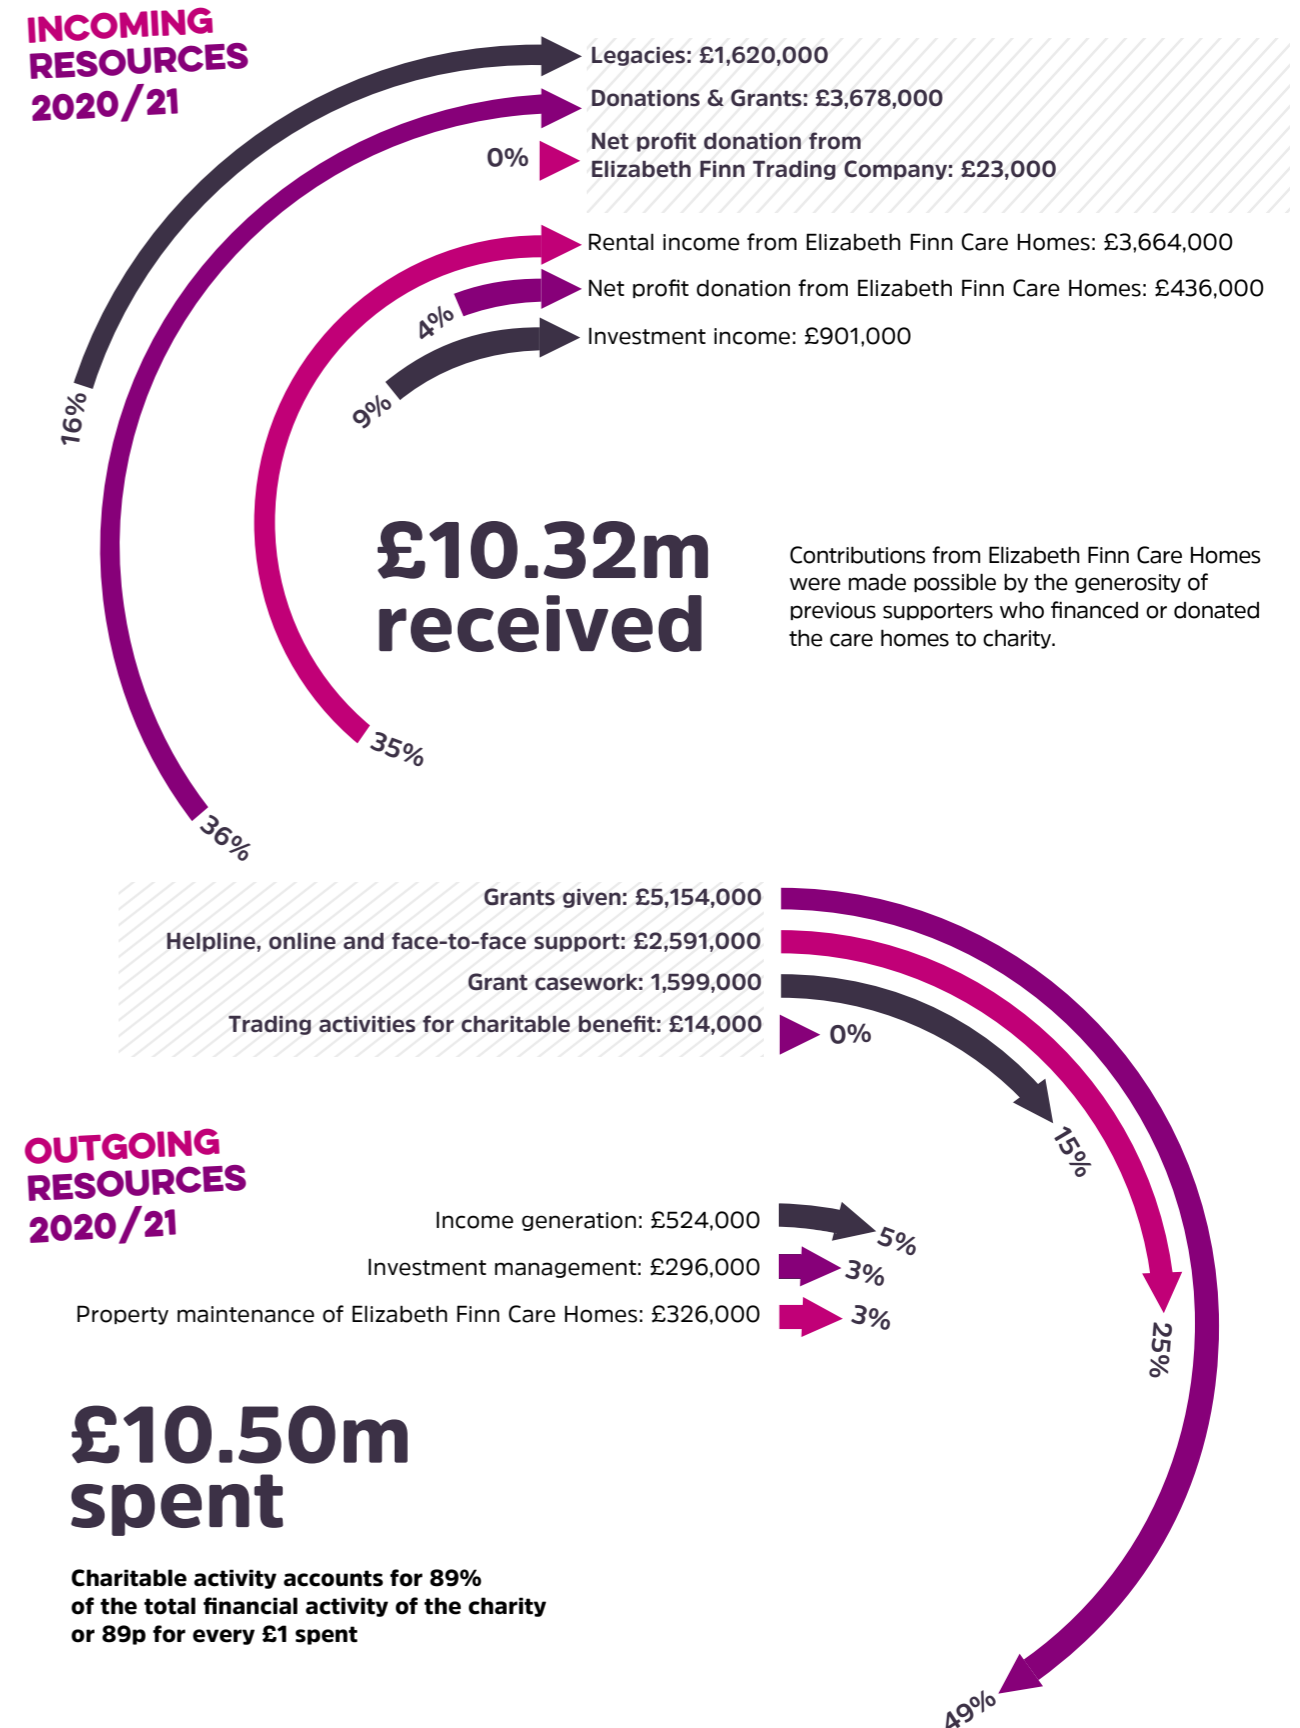 INCOMING
RESOURCES
2020/21
Legacies: £1,620,000
Donations & Grants: £3,678,000
0%
Net profit donation from
Elizabeth Finn Trading Company: £23,000
Rental income from Elizabeth Finn Care Homes: £3,664,000
Net profit donation from Elizabeth Finn Care Homes: £436,000
4%
Investment income: £901,000
9%
16%
£10.32m
received
Contributions from Elizabeth Finn Care Homes
were made possible by the generosity of
previous supporters who financed or donated
the care homes to charity.
35%
36%
Grants given: £5,154,000
Helpline, online and face-to-face support: £2,591,000
Grant casework: 1,599,000
Trading activities for charitable benefit: £14,000
0%
15%
OUTGOING
RESOURCES
2020/21
Income generation: £524,000
5%
Investment management: £296,000
3%
Property maintenance of Elizabeth Finn Care Homes: £326,000
3%
25%
£10.50m
spent
Charitable activity accounts for 89%
of the total financial activity of the charity
or 89p for every £1 spent
49%